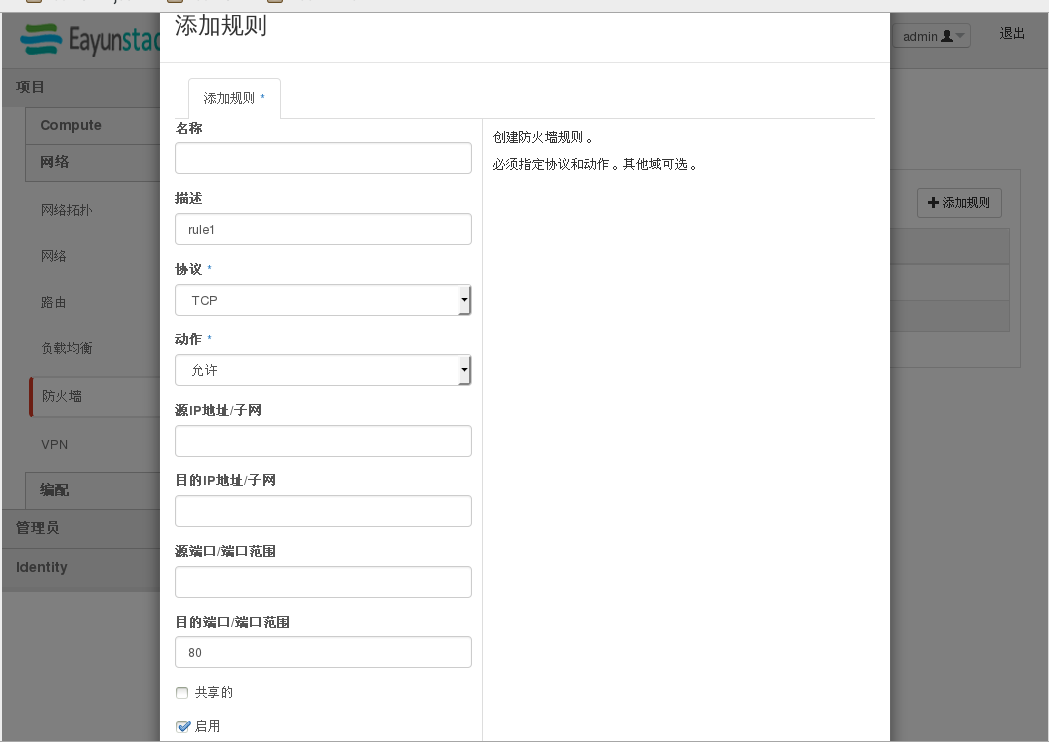 添加规则
Eayunstac
admin
退出
项目
Compute
网络
网络拓扑
网络
路由
负载均衡
防火墙
VPN
编配
管理员
Identity
添加规则 *
名称
描述
rule1
协议 *
TCP
动作 *
允许
源IP地址/子网
目的IP地址/子网
源端口/端口范围
目的端口/端口范围
80
共享的
启用
创建防火墙规则。
必须指定协议和动作。其他域可选。
添加规则